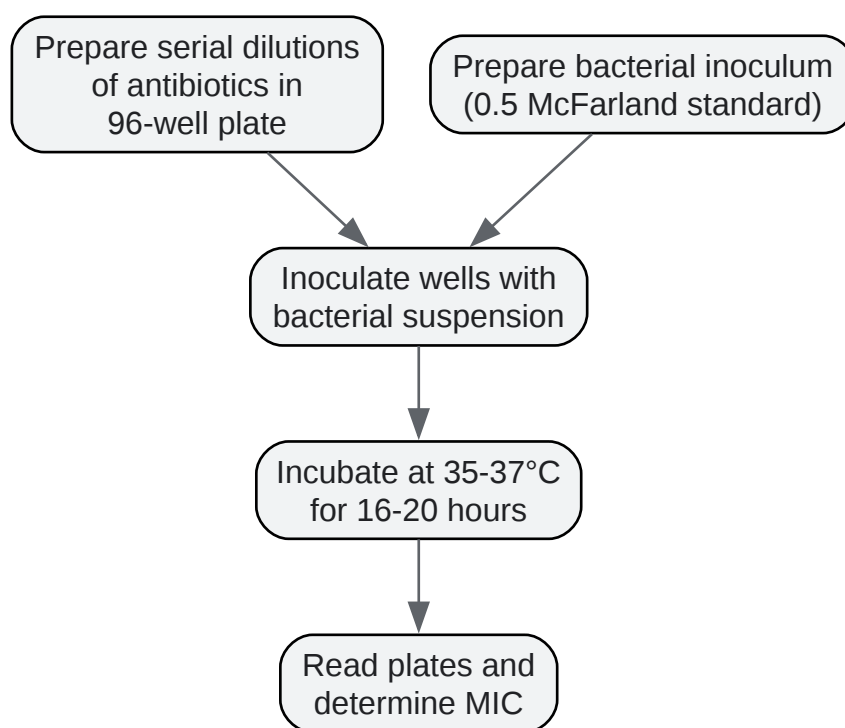 Prepare serial dilutions
of antibiotics in
96-well plate
Prepare bacterial inoculum
(0.5 McFarland standard)
Inoculate wells with
bacterial suspension
Incubate at 35-37°C
for 16-20 hours
Read plates and
determine MIC